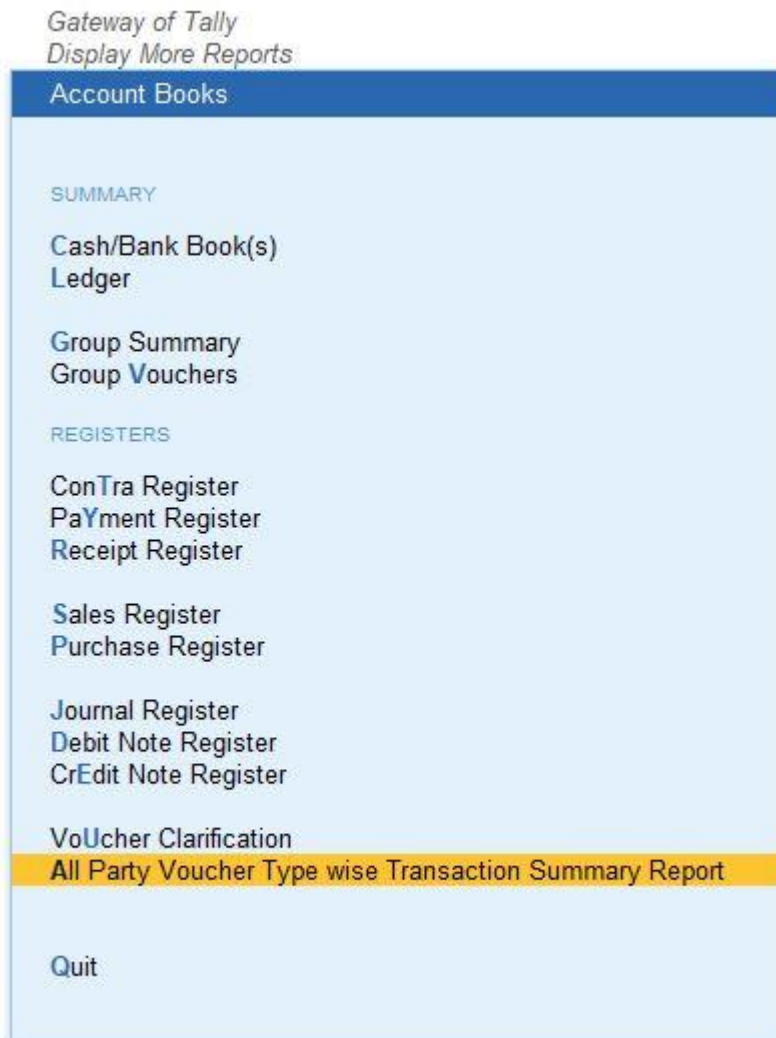 Gateway of Tally
Display More Reports
Account Books
SUMMARY
Cash/Bank Book(s)
Ledger
Group Summary
Group Vouchers
REGISTERS
ConTra Register
PaYment Register
Receipt Register
Sales Register
Purchase Register
Journal Register
Debit Note Register
CrEdit Note Register
VoUcher Clarification
All Party Voucher Type wise Transaction Summary Report
Quit